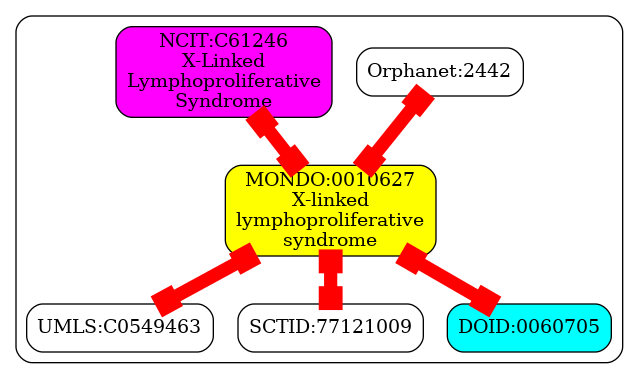 NCIT:C61246
X-Linked
Lymphoproliferative
Syndrome
Orphanet:2442
MONDO:0010627
X-linked
lymphoproliferative
syndrome
UMLS:C0549463
SCTID:77121009
DOID:0060705